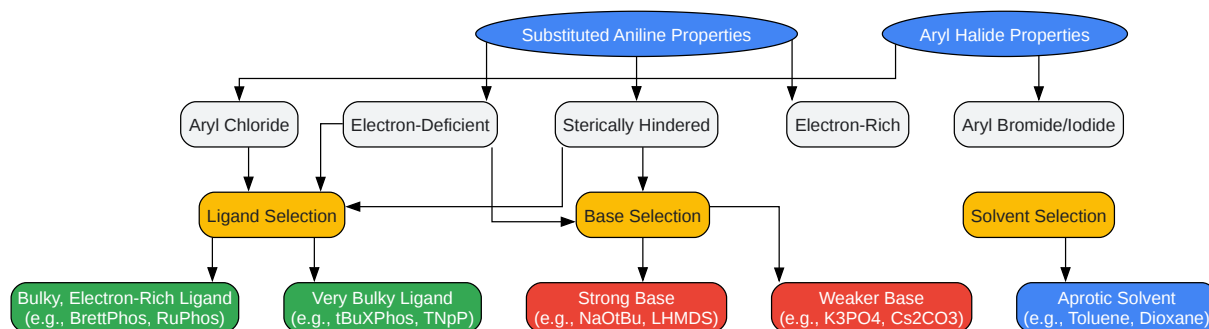 Substituted Aniline Properties
Aryl Halide Properties
Aryl Chloride
Electron-Deficient
Sterically Hindered
Electron-Rich
Aryl Bromide/Iodide
Ligand Selection
Base Selection
Solvent Selection
Bulky, Electron-Rich Ligand
(e.g., BrettPhos, RuPhos)
Very Bulky Ligand
(e.g., tBuXPhos, TNpP)
Strong Base
(e.g., NaOtBu, LHMDS)
Weaker Base
(e.g., K3PO4, Cs2CO3)
Aprotic Solvent
(e.g., Toluene, Dioxane)